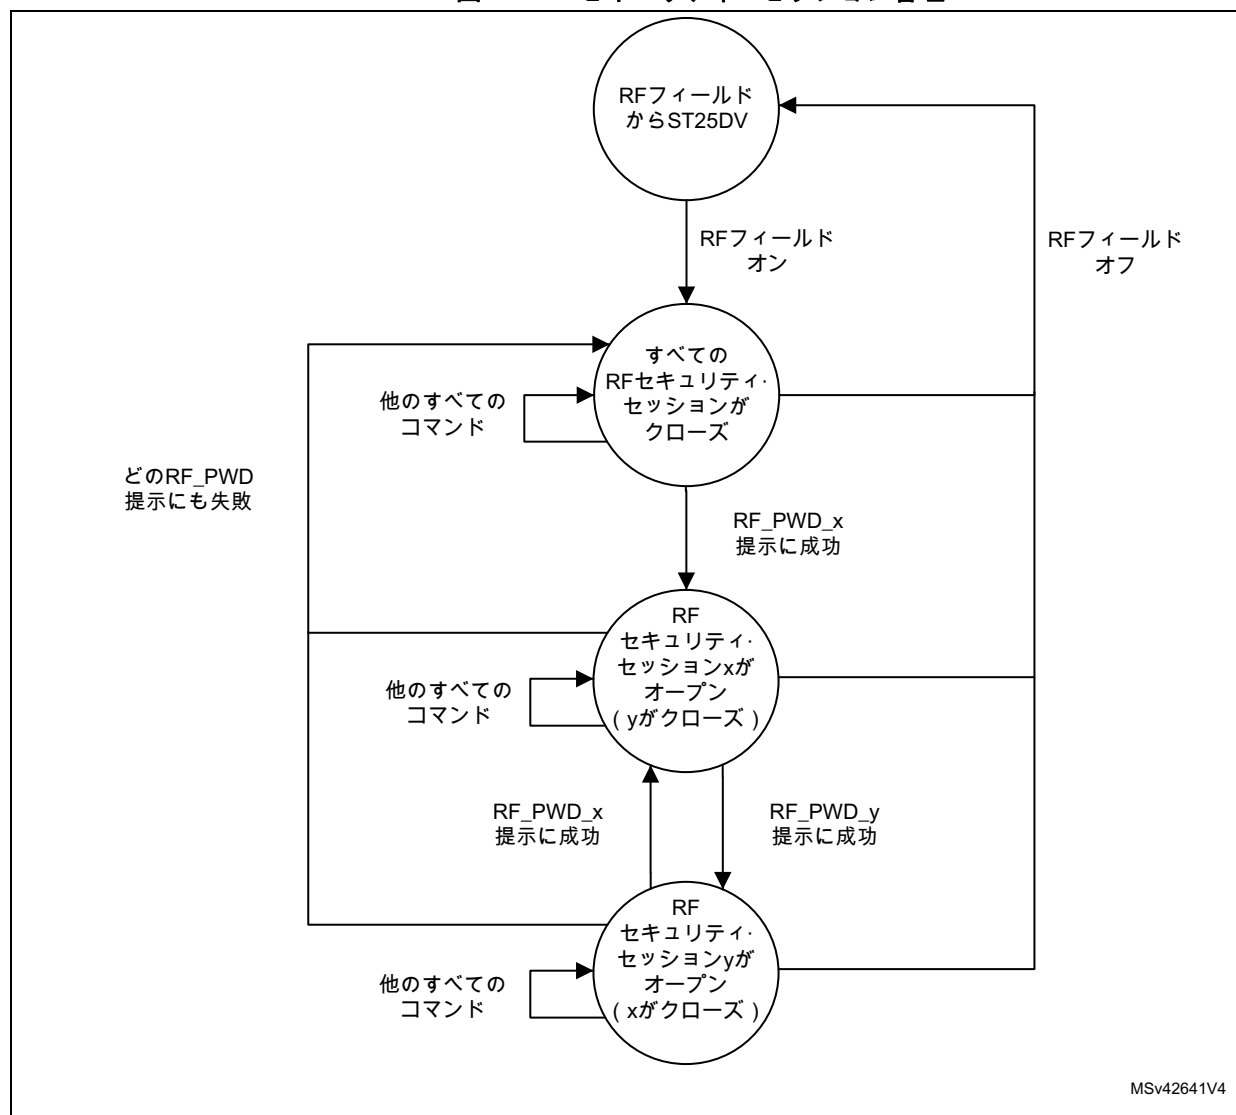 RFフィールド
からST25DV
RFフィールド
オン
RFフィールド
オフ
すべての
RFセキュリティ・
セッションが
クローズ
他のすべての
コマンド
どのRF_PWD
提示にも失敗
RF_PWD_x
提示に成功
RF
セキュリティ・
セッションxが
オープン
( yがクローズ )
他のすべての
コマンド
RF_PWD_x
提示に成功
RF_PWD_y
提示に成功
RF
セキュリティ・
セッションyが
オープン
( xがクローズ )
他のすべての
コマンド
MSv42641V4